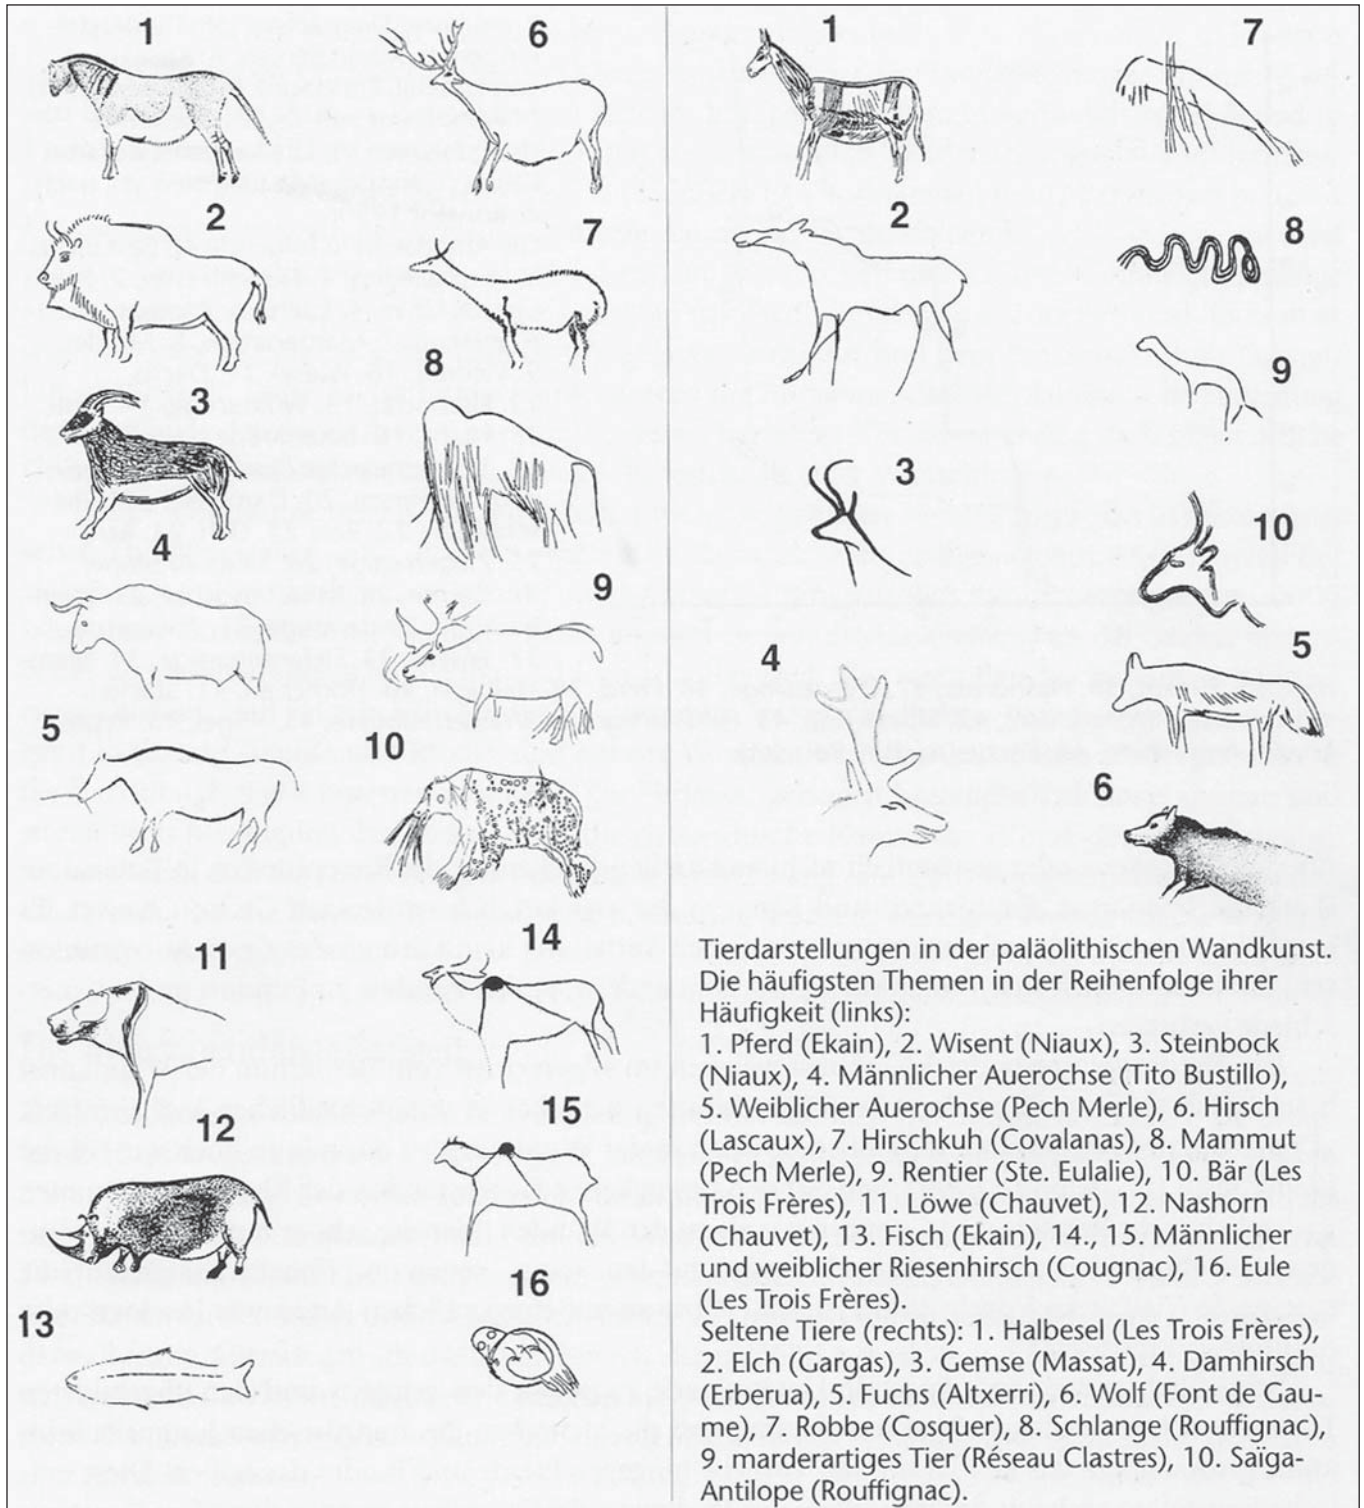 1
6
2
7
3
8
4
9
5
10
11
14
12
15
16
13
1
7
2
8
9
3
10
4
5
6
Tierdarstellungen in der paläolithischen Wandkunst.
Die häufigsten Themen in der Reihenfolge ihrer
Häufigkeit (links):
1. Pferd (Ekain), 2. Wisent (Niaux), 3. Steinbock
(Niaux), 4. Männlicher Auerochse (Tito Bustillo),
5. Weiblicher Auerochse (Pech Merle), 6. Hirsch
(Lascaux), 7. Hirschkuh (Covalanas), 8. Mammut
(Pech Merle), 9. Rentier (Ste. Eulalie), 10. Bär (Les
Trois Frères), 11. Löwe (Chauvet), 12. Nashorn
(Chauvet), 13. Fisch (Ekain), 14., 15. Männlicher
und weiblicher Riesenhirsch (Cougnac), 16. Eule
(Les Trois Frères).
Seltene Tiere (rechts): 1. Halbesel (Les Trois Frères),
2. Elch (Gargas), 3. Gemse (Massat), 4. Damhirsch
(Erberua), 5. Fuchs (Altxerri), 6. Wolf (Font de Gau-
me), 7. Robbe (Cosquer), 8. Schlange (Rouffignac),
9. marderartiges Tier (Réseau Clastres), 10. Saïga-
Antilope (Rouffignac).